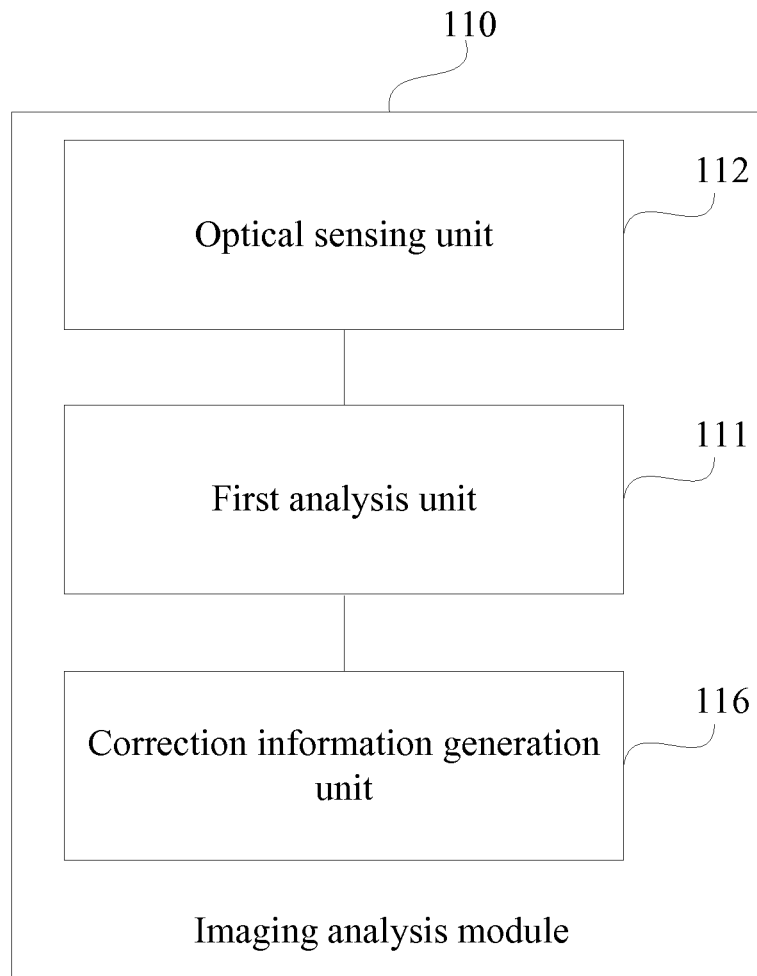 110
112
Optical sensing unit
111
First analysis unit
116
Correction information generation
unit
Imaging analysis module